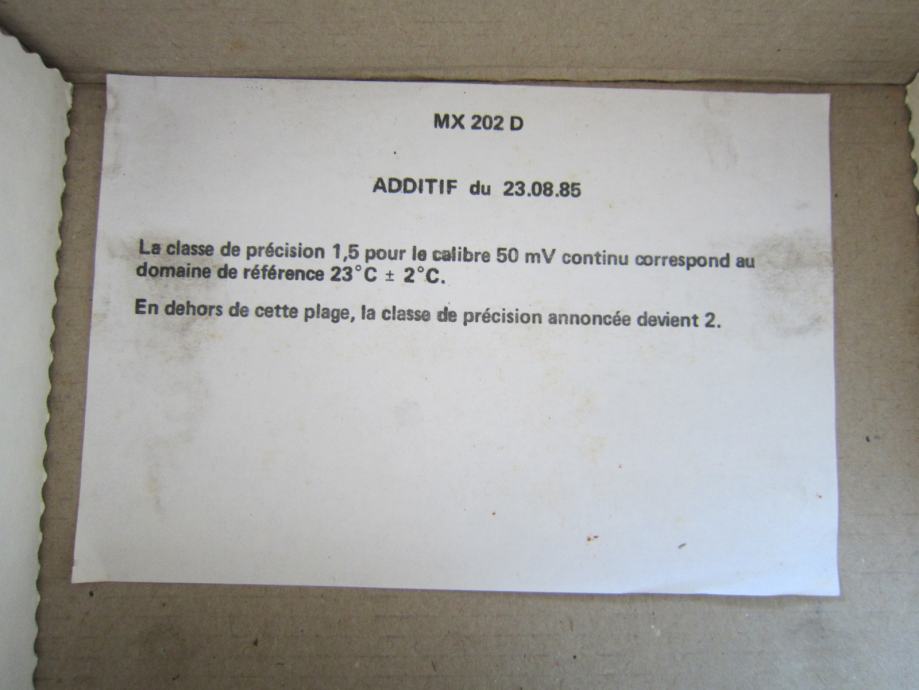 MX 202 D
ADDITIF du 23.08.85
La classe de précision 1,5 pour le calibre 50 mV continu correspond au
domaine de référence 23°C ± 2°C.
En dehors de cette plage, la classe de précision annoncée devient 2.